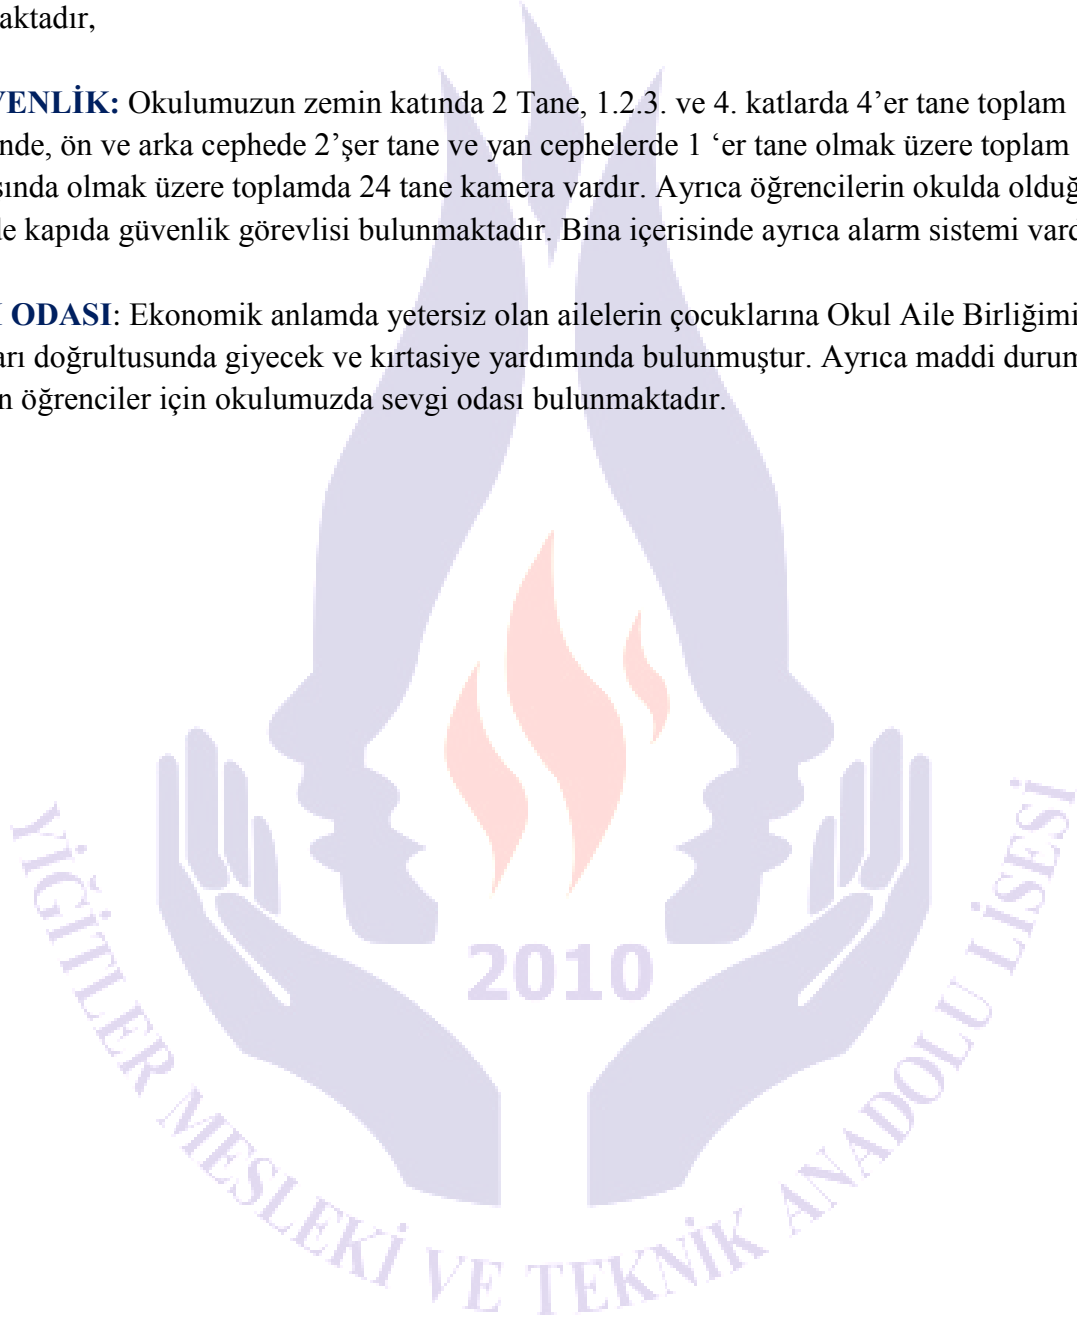 aktadır,
VENLİK: Okulumuzun zemin katında 2 Tane, 1.2.3. ve 4. katlarda 4’er tane toplam
nde, ön ve arka cephede 2’şer tane ve yan cephelerde 1 ‘er tane olmak üzere toplam
sında olmak üzere toplamda 24 tane kamera vardır. Ayrıca öğrencilerin okulda olduğ
de kapıda güvenlik görevlisi bulunmaktadır. Bina içerisinde ayrıca alarm sistemi vard
ODASI: Ekonomik anlamda yetersiz olan ailelerin çocuklarına Okul Aile Birliğimi
arı doğrultusunda giyecek ve kırtasiye yardımında bulunmuştur. Ayrıca maddi durum
n öğrenciler için okulumuzda sevgi odası bulunmaktadır.
2010
YİĞİTLER MESLEKİ VE TEKNİK ANADOLU LİSESİ